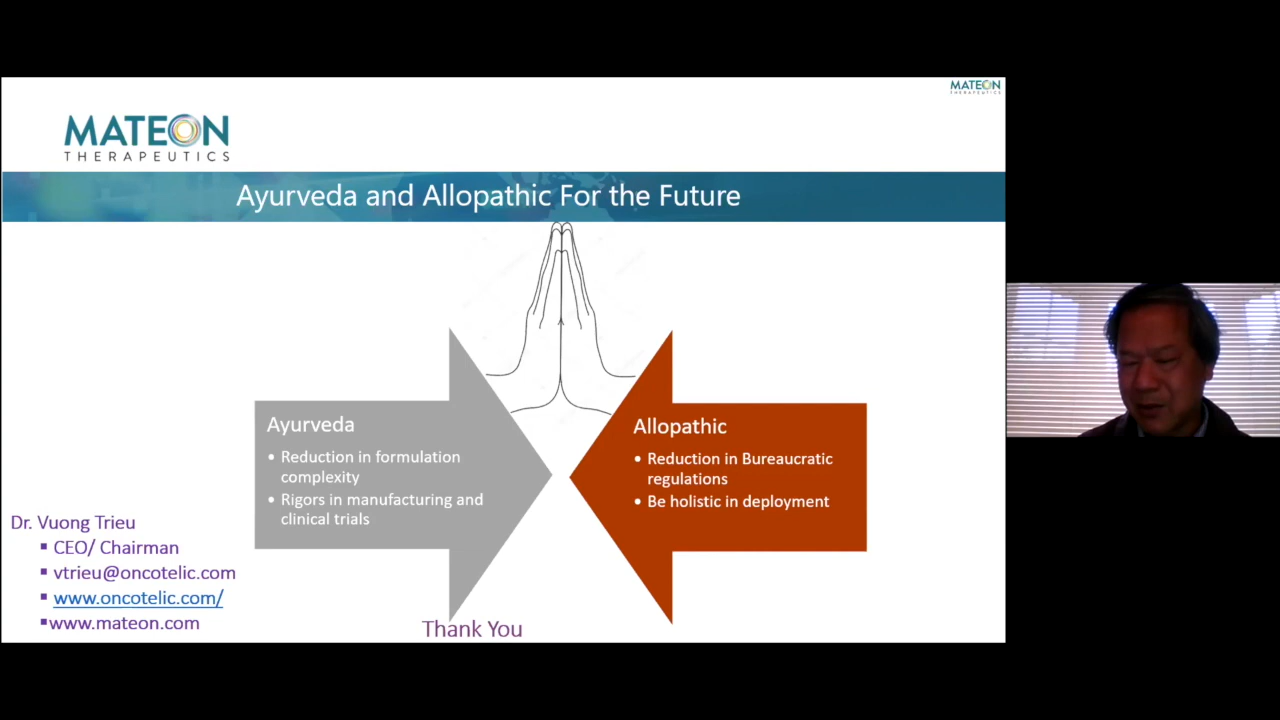 MATEON
THERAPEUTICS
MATEON
THERAPEUTICS
Ayurveda and Allopathic For the Future
Ayurveda
• Reduction in formulation
complexity
• Rigors in manufacturing and
clinical trials
Allopathic
• Reduction in Bureaucratic
regulations
• Be holistic in deployment
Dr. Vuong Trieu
▪ CEO/ Chairman
▪ vtrieu@oncotelic.com
▪ www.oncotelic.com/
▪www.mateon.com
Thank You